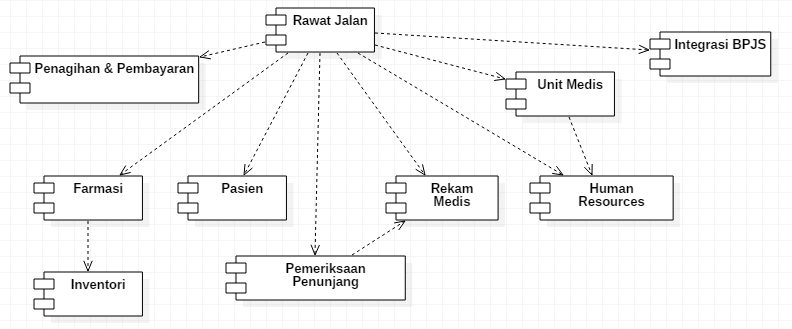 Rawat Jalan
Integrasi BPJS
Penagihan & Pembayaran
Unit Medis
Farmasi
Pasien
Rekam
Medis
Human
Resources
Pemeriksaan
Penunjang
Inventori